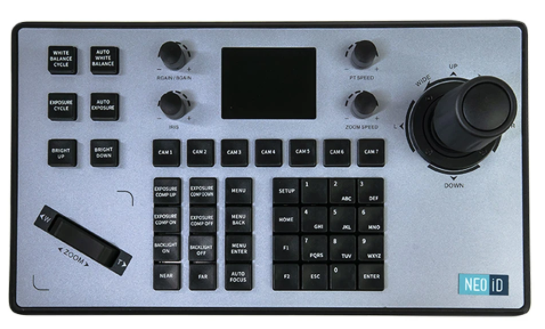 WHITE
BALANCE
CYCLE
AUTO
WHITE
BALANCE
RGAIN / BGAIN
PT SPEED
UP
WIDE
EXPOSURE
CYCLE
AUTO
EXPOSURE
IRIS
ZOOM SPEED
L
DOWN
BRIGHT
UP
BRIGHT
DOWN
CAM 1
CAM 2
CAM 3
CAM 4
CAM 5
CAM 6
CAM 7
EXPOSURE
COMP UP
EXPOSURE
COMP DOWN
MENU
SETUP
1
2
ABC
3
DEF
EXPOSURE
COMP ON
EXPOSURE
COMP OFF
MENU
BACK
HOME
4
GHI
5
JKL
6
MNO
W
ZOOM
T
BACKLIGHT
ON
BACKLIGHT
OFF
MENU
ENTER
F1
7
PQRS
8
TUV
9
WXYZ
NEAR
FAR
AUTO
FOCUS
F2
ESC
0
ENTER
NEO iD